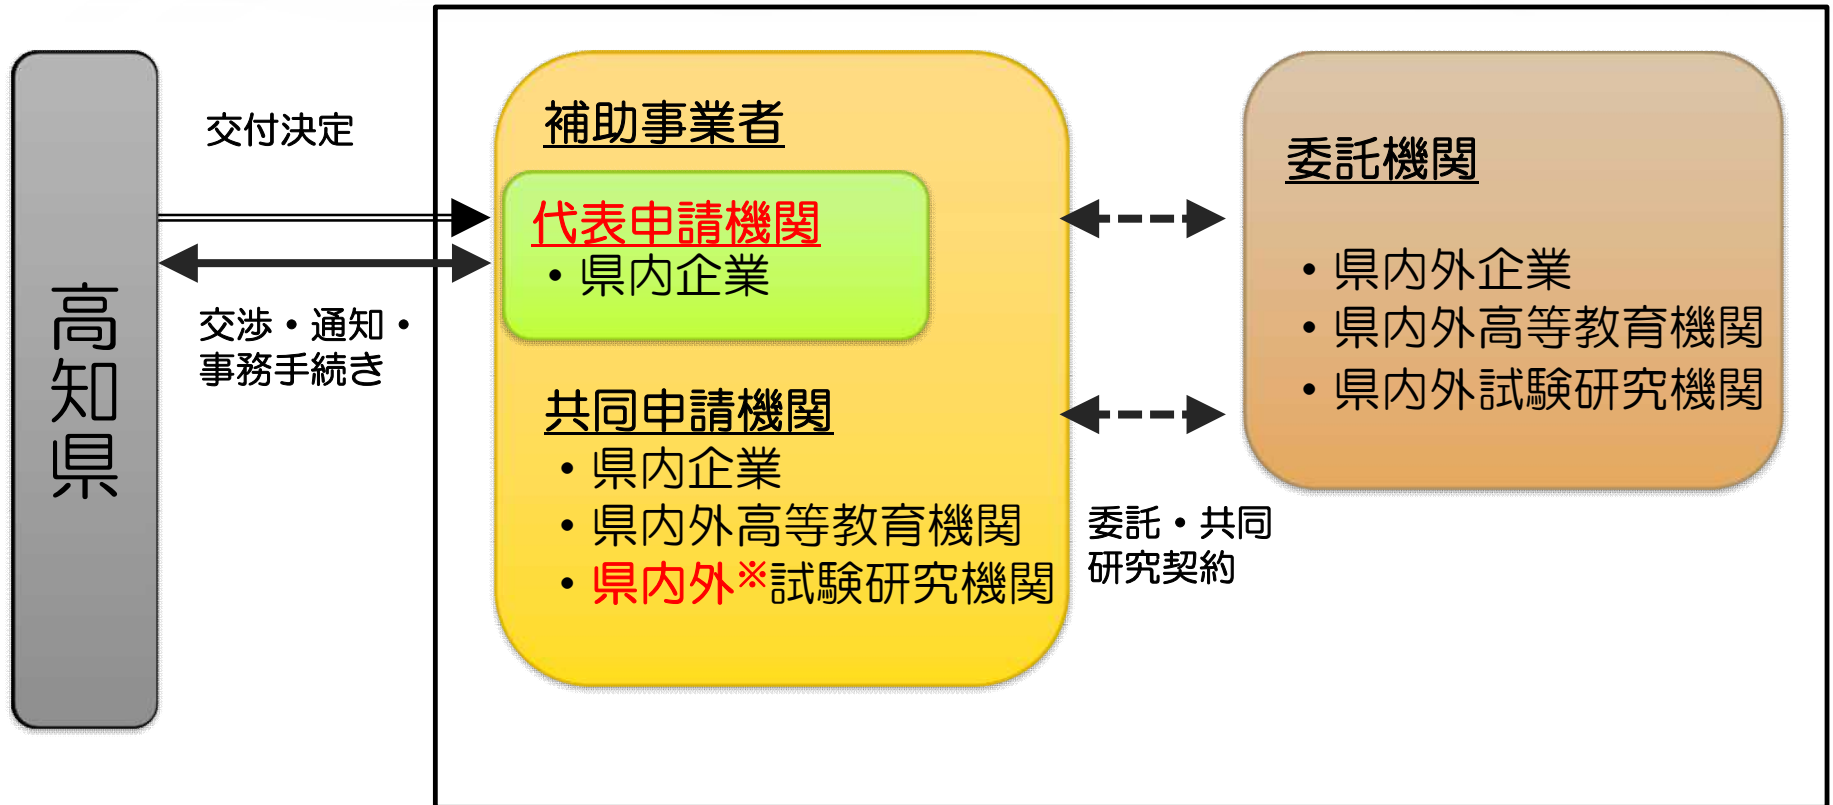 高知県
交付決定
交渉・通知・
事務手続き
補助事業者
代表申請機関
・県内企業
共同申請機関
・県内企業
・県内外高等教育機関
・県内外※試験研究機関
委託・共同
研究契約
委託機関
・県内外企業
・県内外高等教育機関
・県内外試験研究機関